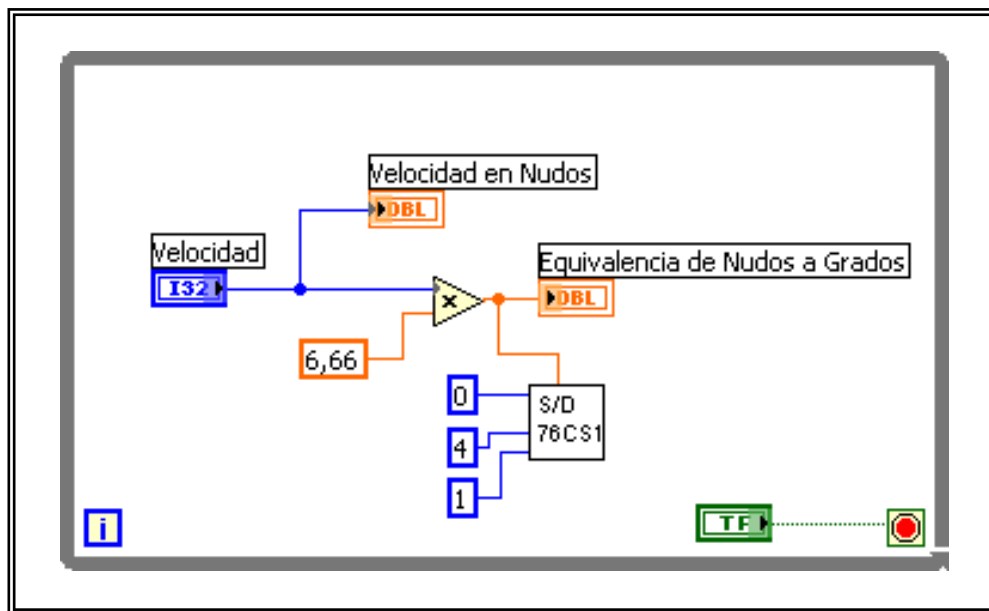 Velocidad en Nudos
DBL
Velocidad
I32
Equivalencia de Nudos a Grados
DBL
x
6,66
0
4
1
S/D
76CS1
i
TF